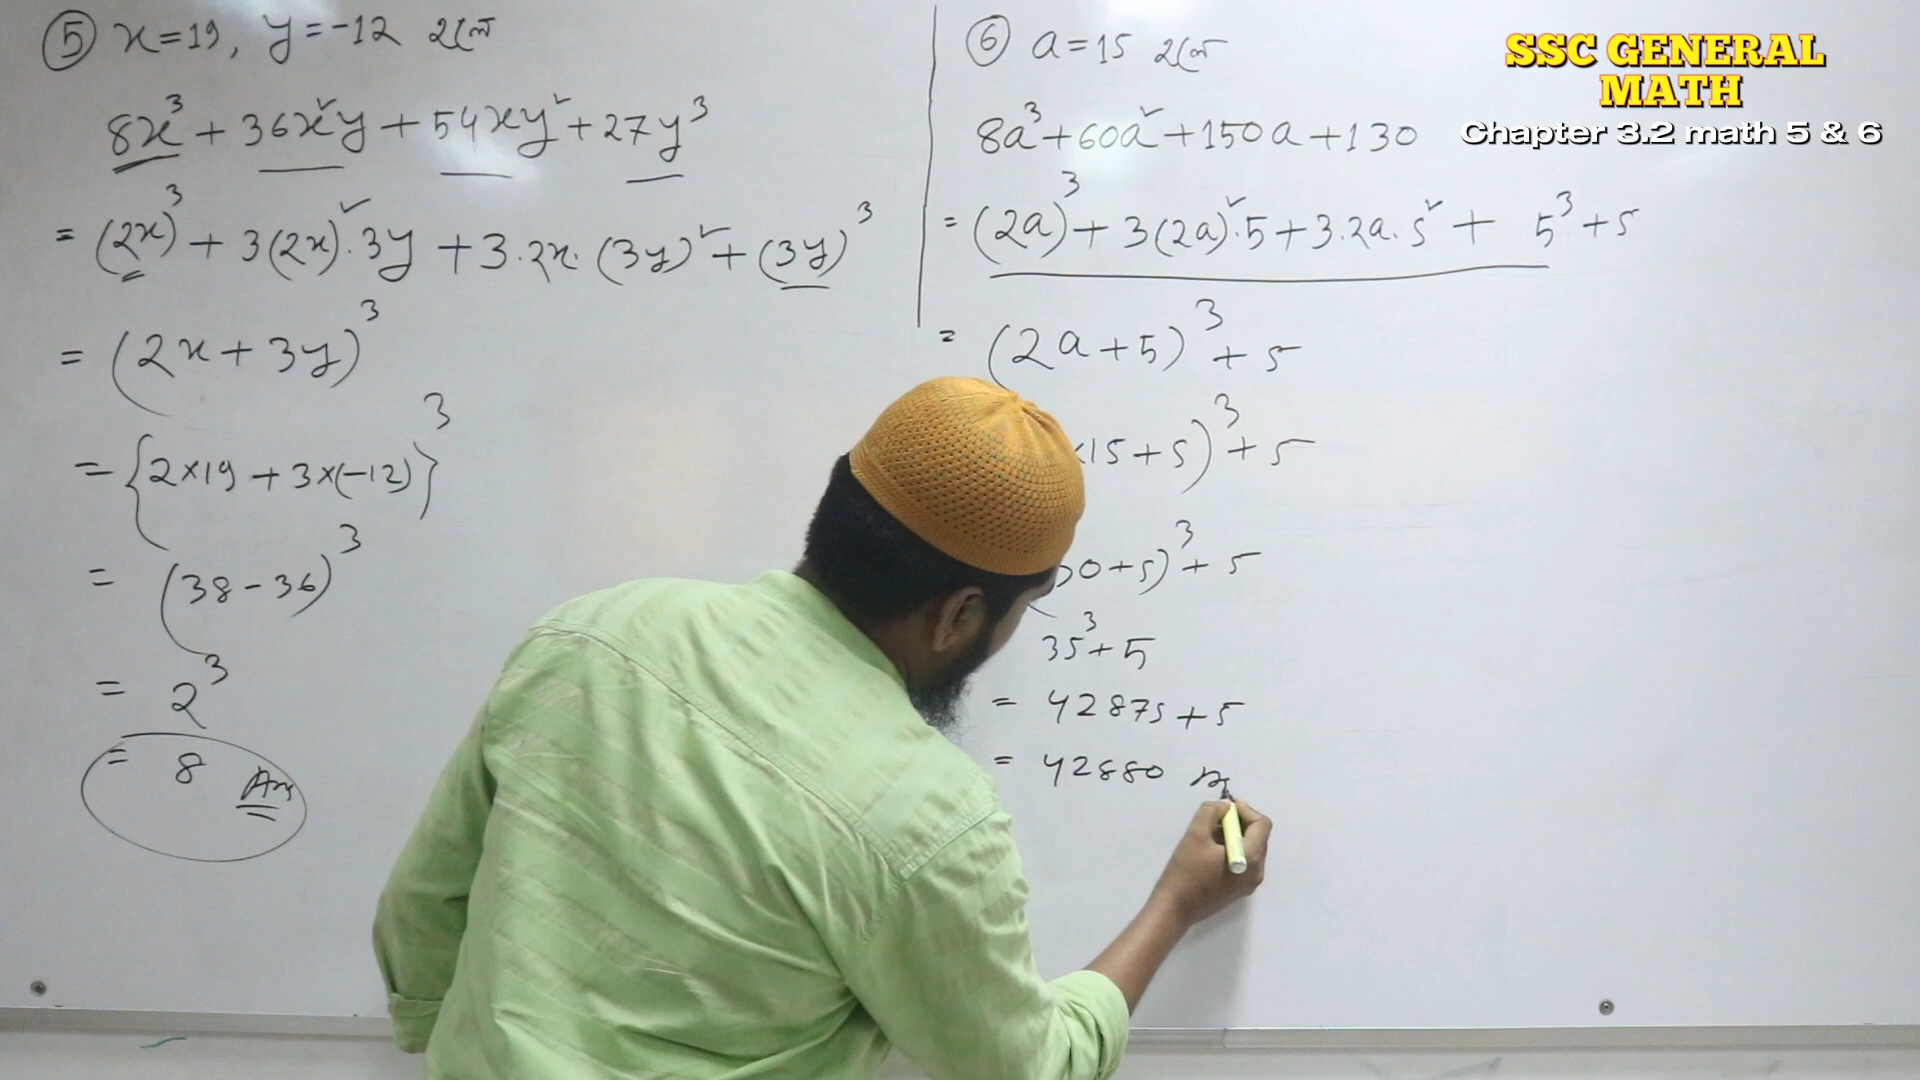 ⑤ x=19, y=-12 হলে
8x³ + 36x²y + 54xy² + 27y³
= (2x)³ + 3(2x)²·3y + 3·2x·(3y)² + (3y)³
= (2x + 3y)³
= {2×19 + 3×(-12)}³
= (38 - 36)³
= 2³
= 8 Ans
⑥ a=15 হলে
8a³ + 60a² + 150a + 130
= (2a)³ + 3(2a)²·5 + 3·2a·5² + 5³ + 5
= (2a + 5)³ + 5
×15 + 5)³ + 5
0 + 5)³ + 5
35³ + 5
= 42875 + 5
= 42880
SSC GENERAL
MATH
Chapter 3.2 math 5 & 6